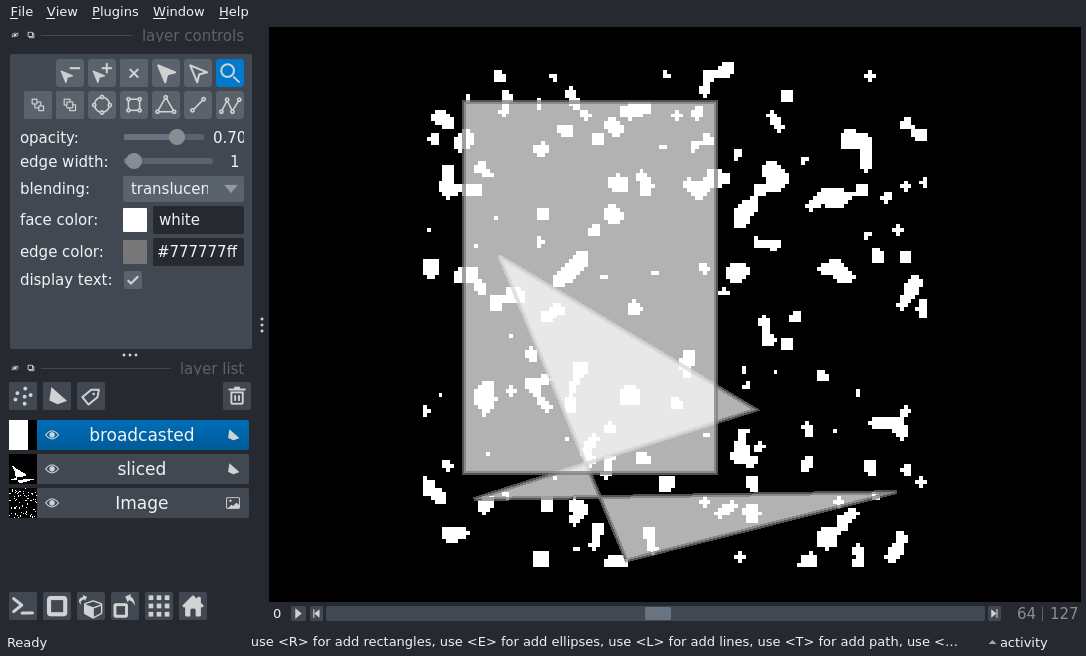 File View Plugins Window Help
layer controls
opacity: 0.70
edge width: 1
blending: translucen
face color: white
edge color: #777777ff
display text:
layer list
broadcasted
sliced
Image
0 64 127
Ready use <R> for add rectangles, use <E> for add ellipses, use <L> for add lines, use <T> for add path, use <... activity